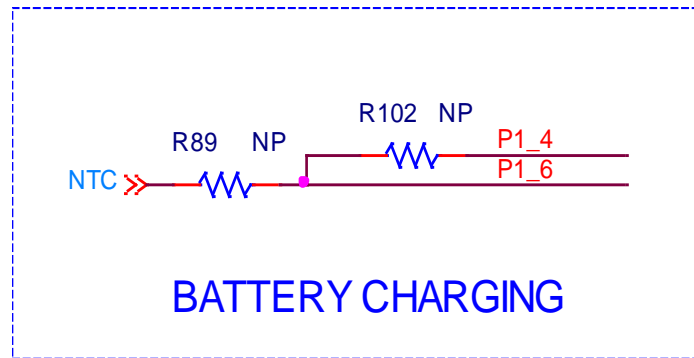 R102 NP
P1_4
R89 NP
P1_6
NTC
BATTERY CHARGING